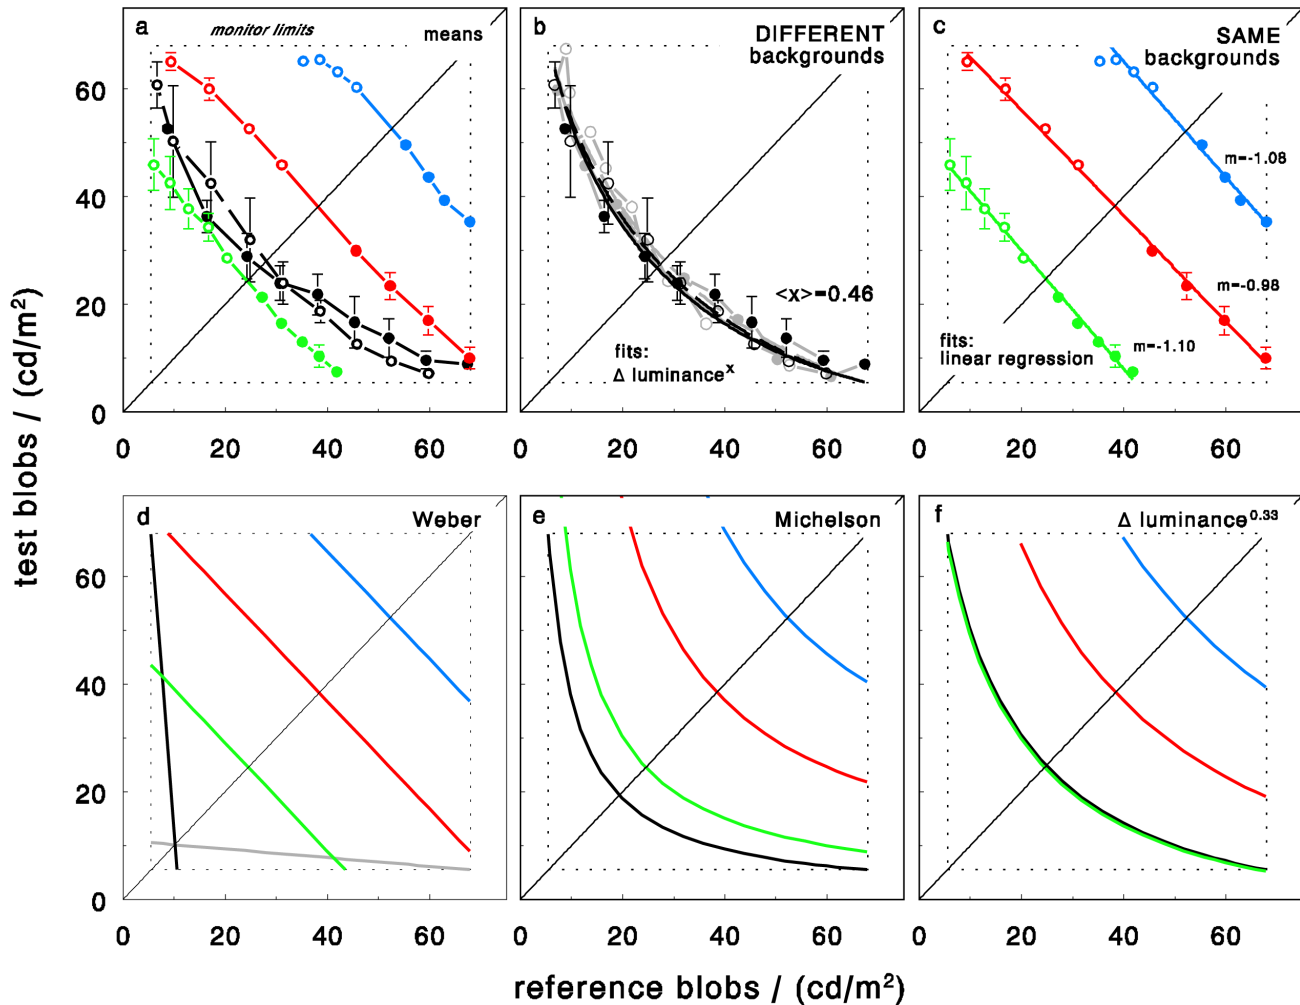 a
monitor limits
means
b
DIFFERENT
backgrounds
c
SAME
backgrounds
60
40
20
0
<x>=0.46
fits:
Δ luminance^x
m=-1.08
m=-0.98
m=-1.10
fits:
linear regression
0 20 40 60
0 20 40 60
0 20 40 60
test blobs / (cd/m²)
d
Weber
e
Michelson
f
Δ luminance^0.33
60
40
20
0
0 20 40 60
0 20 40 60
0 20 40 60
reference blobs / (cd/m²)